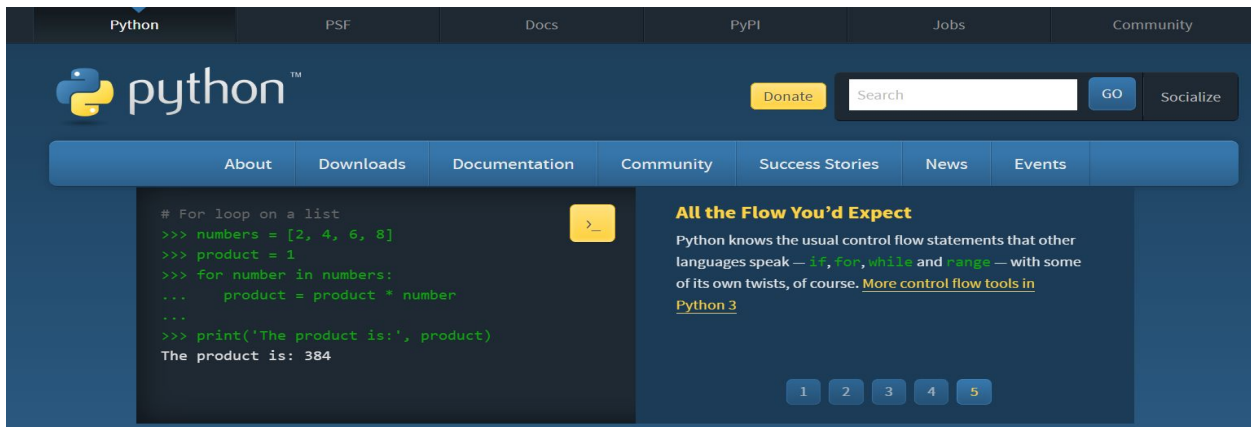 Python PSF Docs PyPI Jobs Community
python™
Donate Search GO Socialize
About Downloads Documentation Community Success Stories News Events
# For loop on a list
>>> numbers = [2, 4, 6, 8]
>>> product = 1
>>> for number in numbers:
...     product = product * number
...
>>> print('The product is:', product)
The product is: 384
>_
All the Flow You’d Expect
Python knows the usual control flow statements that other
languages speak — if, for, while and range — with some
of its own twists, of course. More control flow tools in
Python 3
1 2 3 4 5